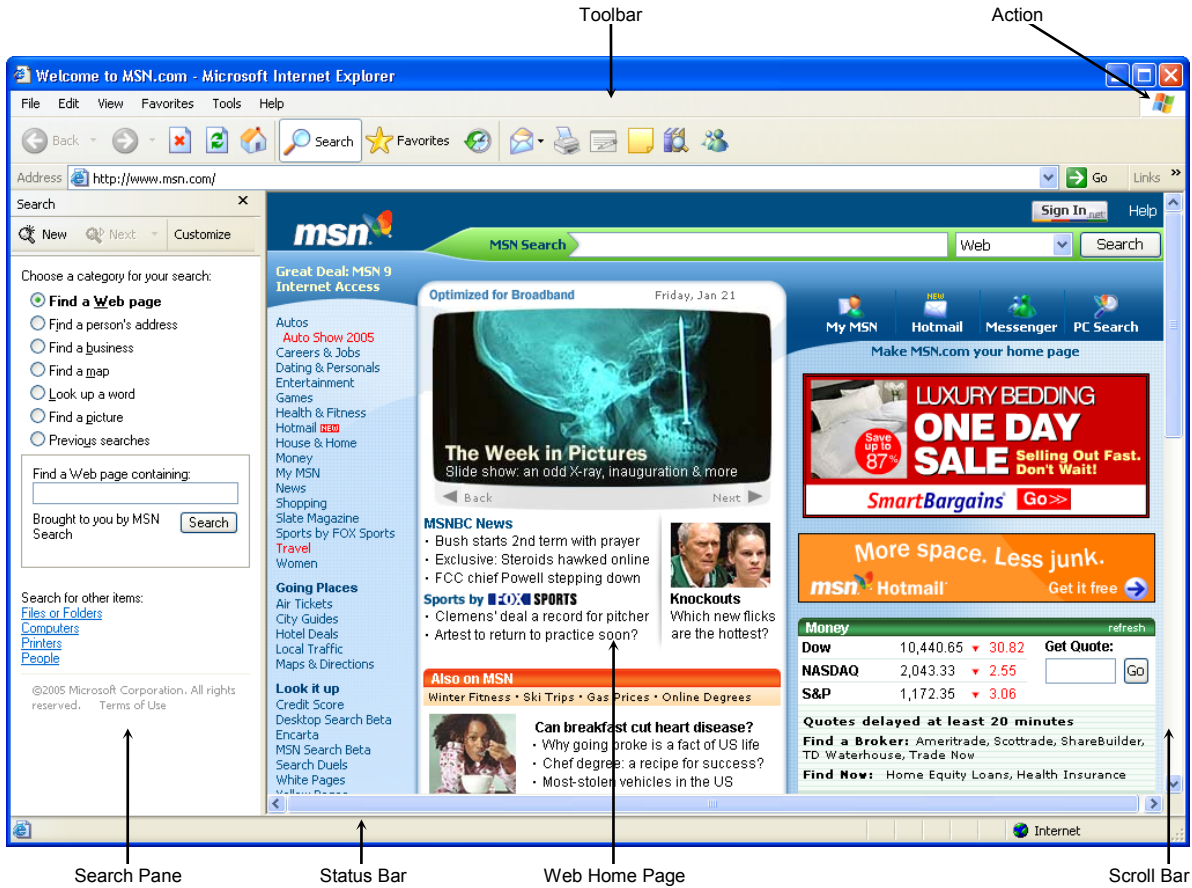 Toolbar Action
Welcome to MSN.com - Microsoft Internet Explorer
File Edit View Favorites Tools Help
Back Search Favorites
Address http://www.msn.com/ Go Links »
Search
New Next Customize
Choose a category for your search:
Find a Web page
Find a person's address
Find a business
Find a map
Look up a word
Find a picture
Previous searches
Find a Web page containing:
Brought to you by MSN
Search
Search
Search for other items:
Files or Folders
Computers
Printers
People
©2005 Microsoft Corporation. All rights
reserved. Terms of Use
msn
Sign In .net Help
MSN Search Web Search
Great Deal: MSN 9
Internet Access
Autos
Auto Show 2005
Careers & Jobs
Dating & Personals
Entertainment
Games
Health & Fitness
Hotmail NEW
House & Home
Money
My MSN
News
Shopping
Slate Magazine
Sports by FOX Sports
Travel
Women
Going Places
Air Tickets
City Guides
Hotel Deals
Local Traffic
Maps & Directions
Look it up
Credit Score
Desktop Search Beta
Encarta
MSN Search Beta
Search Duels
White Pages
Optimized for Broadband Friday, Jan 21
The Week in Pictures
Slide show: an odd X-ray, inauguration & more
Back Next
MSNBC News
· Bush starts 2nd term with prayer
· Exclusive: Steroids hawked online
· FCC chief Powell stepping down
Sports by FOX SPORTS
· Clemens' deal a record for pitcher
· Artest to return to practice soon?
Knockouts
Which new flicks
are the hottest?
Also on MSN
Winter Fitness • Ski Trips • Gas Prices • Online Degrees
Can breakfast cut heart disease?
· Why going broke is a fact of US life
· Chef degree: a recipe for success?
· Most-stolen vehicles in the US
NEW
My MSN Hotmail Messenger PC Search
Make MSN.com your home page
LUXURY BEDDING
ONE DAY
SALE
Save
up to
87%
Selling Out Fast.
Don't Wait!
SmartBargains Go>>
More space. Less junk.
msn Hotmail Get it free
Money refresh
Dow 10,440.65 ▼ 30.82 Get Quote:
NASDAQ 2,043.33 ▼ 2.55 Go
S&P 1,172.35 ▼ 3.06
Quotes delayed at least 20 minutes
Find a Broker: Ameritrade, Scottrade, ShareBuilder,
TD Waterhouse, Trade Now
Find Now: Home Equity Loans, Health Insurance
Internet
Search Pane Status Bar Web Home Page Scroll Bar